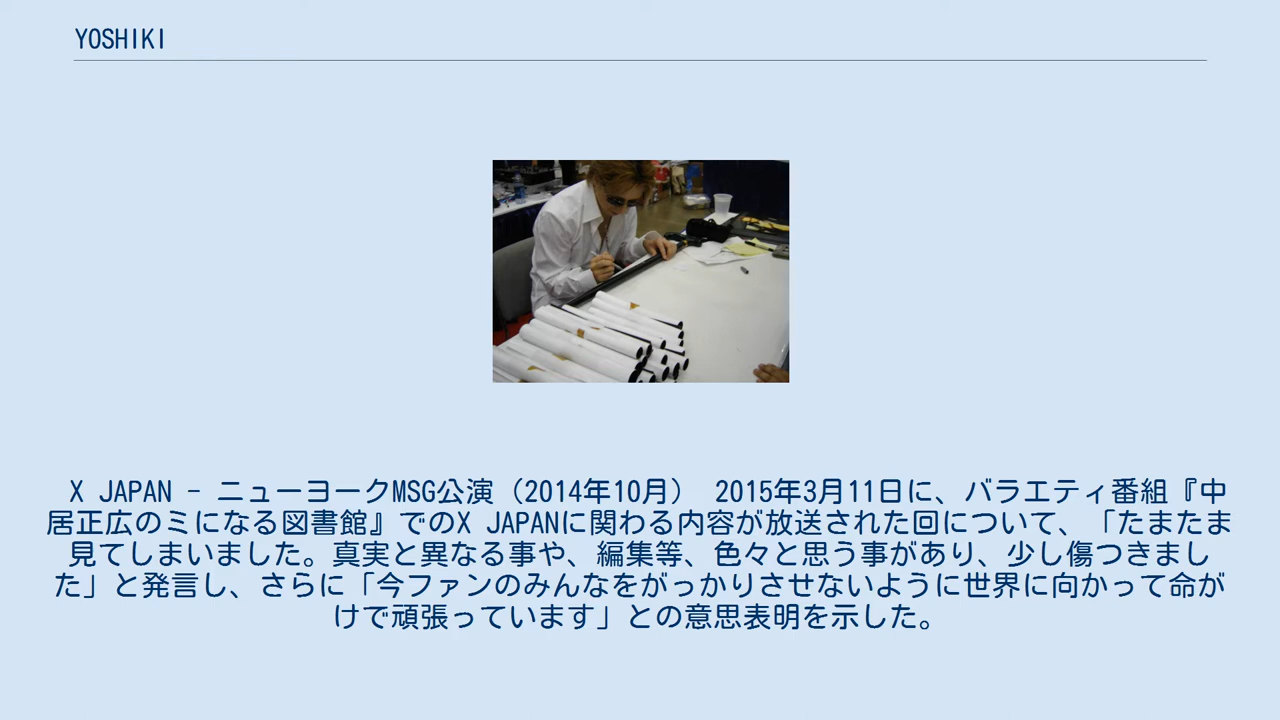 YOSHIKI
X JAPAN - ニューヨークMSG公演（2014年10月） 2015年3月11日に、バラエティ番組『中
居正広のミになる図書館』でのX JAPANに関わる内容が放送された回について、「たまたま
見てしまいました。真実と異なる事や、編集等、色々と思う事があり、少し傷つきまし
た」と発言し、さらに「今ファンのみんなをがっかりさせないように世界に向かって命が
けで頑張っています」との意思表明を示した。